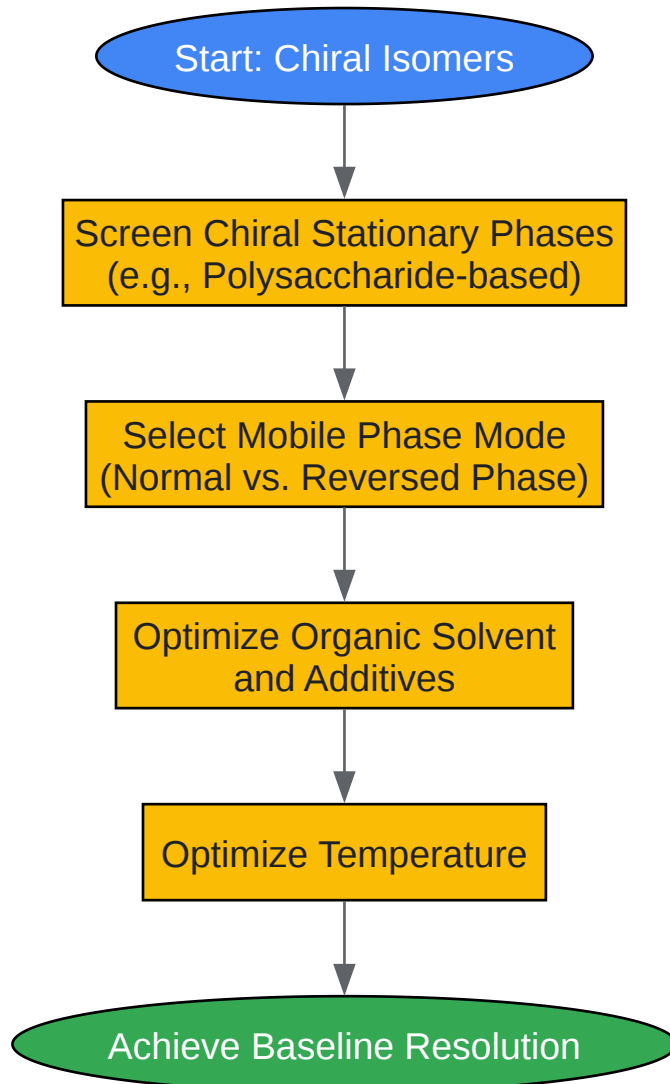 Start: Chiral Isomers
Screen Chiral Stationary Phases
(e.g., Polysaccharide-based)
Select Mobile Phase Mode
(Normal vs. Reversed Phase)
Optimize Organic Solvent
and Additives
Optimize Temperature
Achieve Baseline Resolution